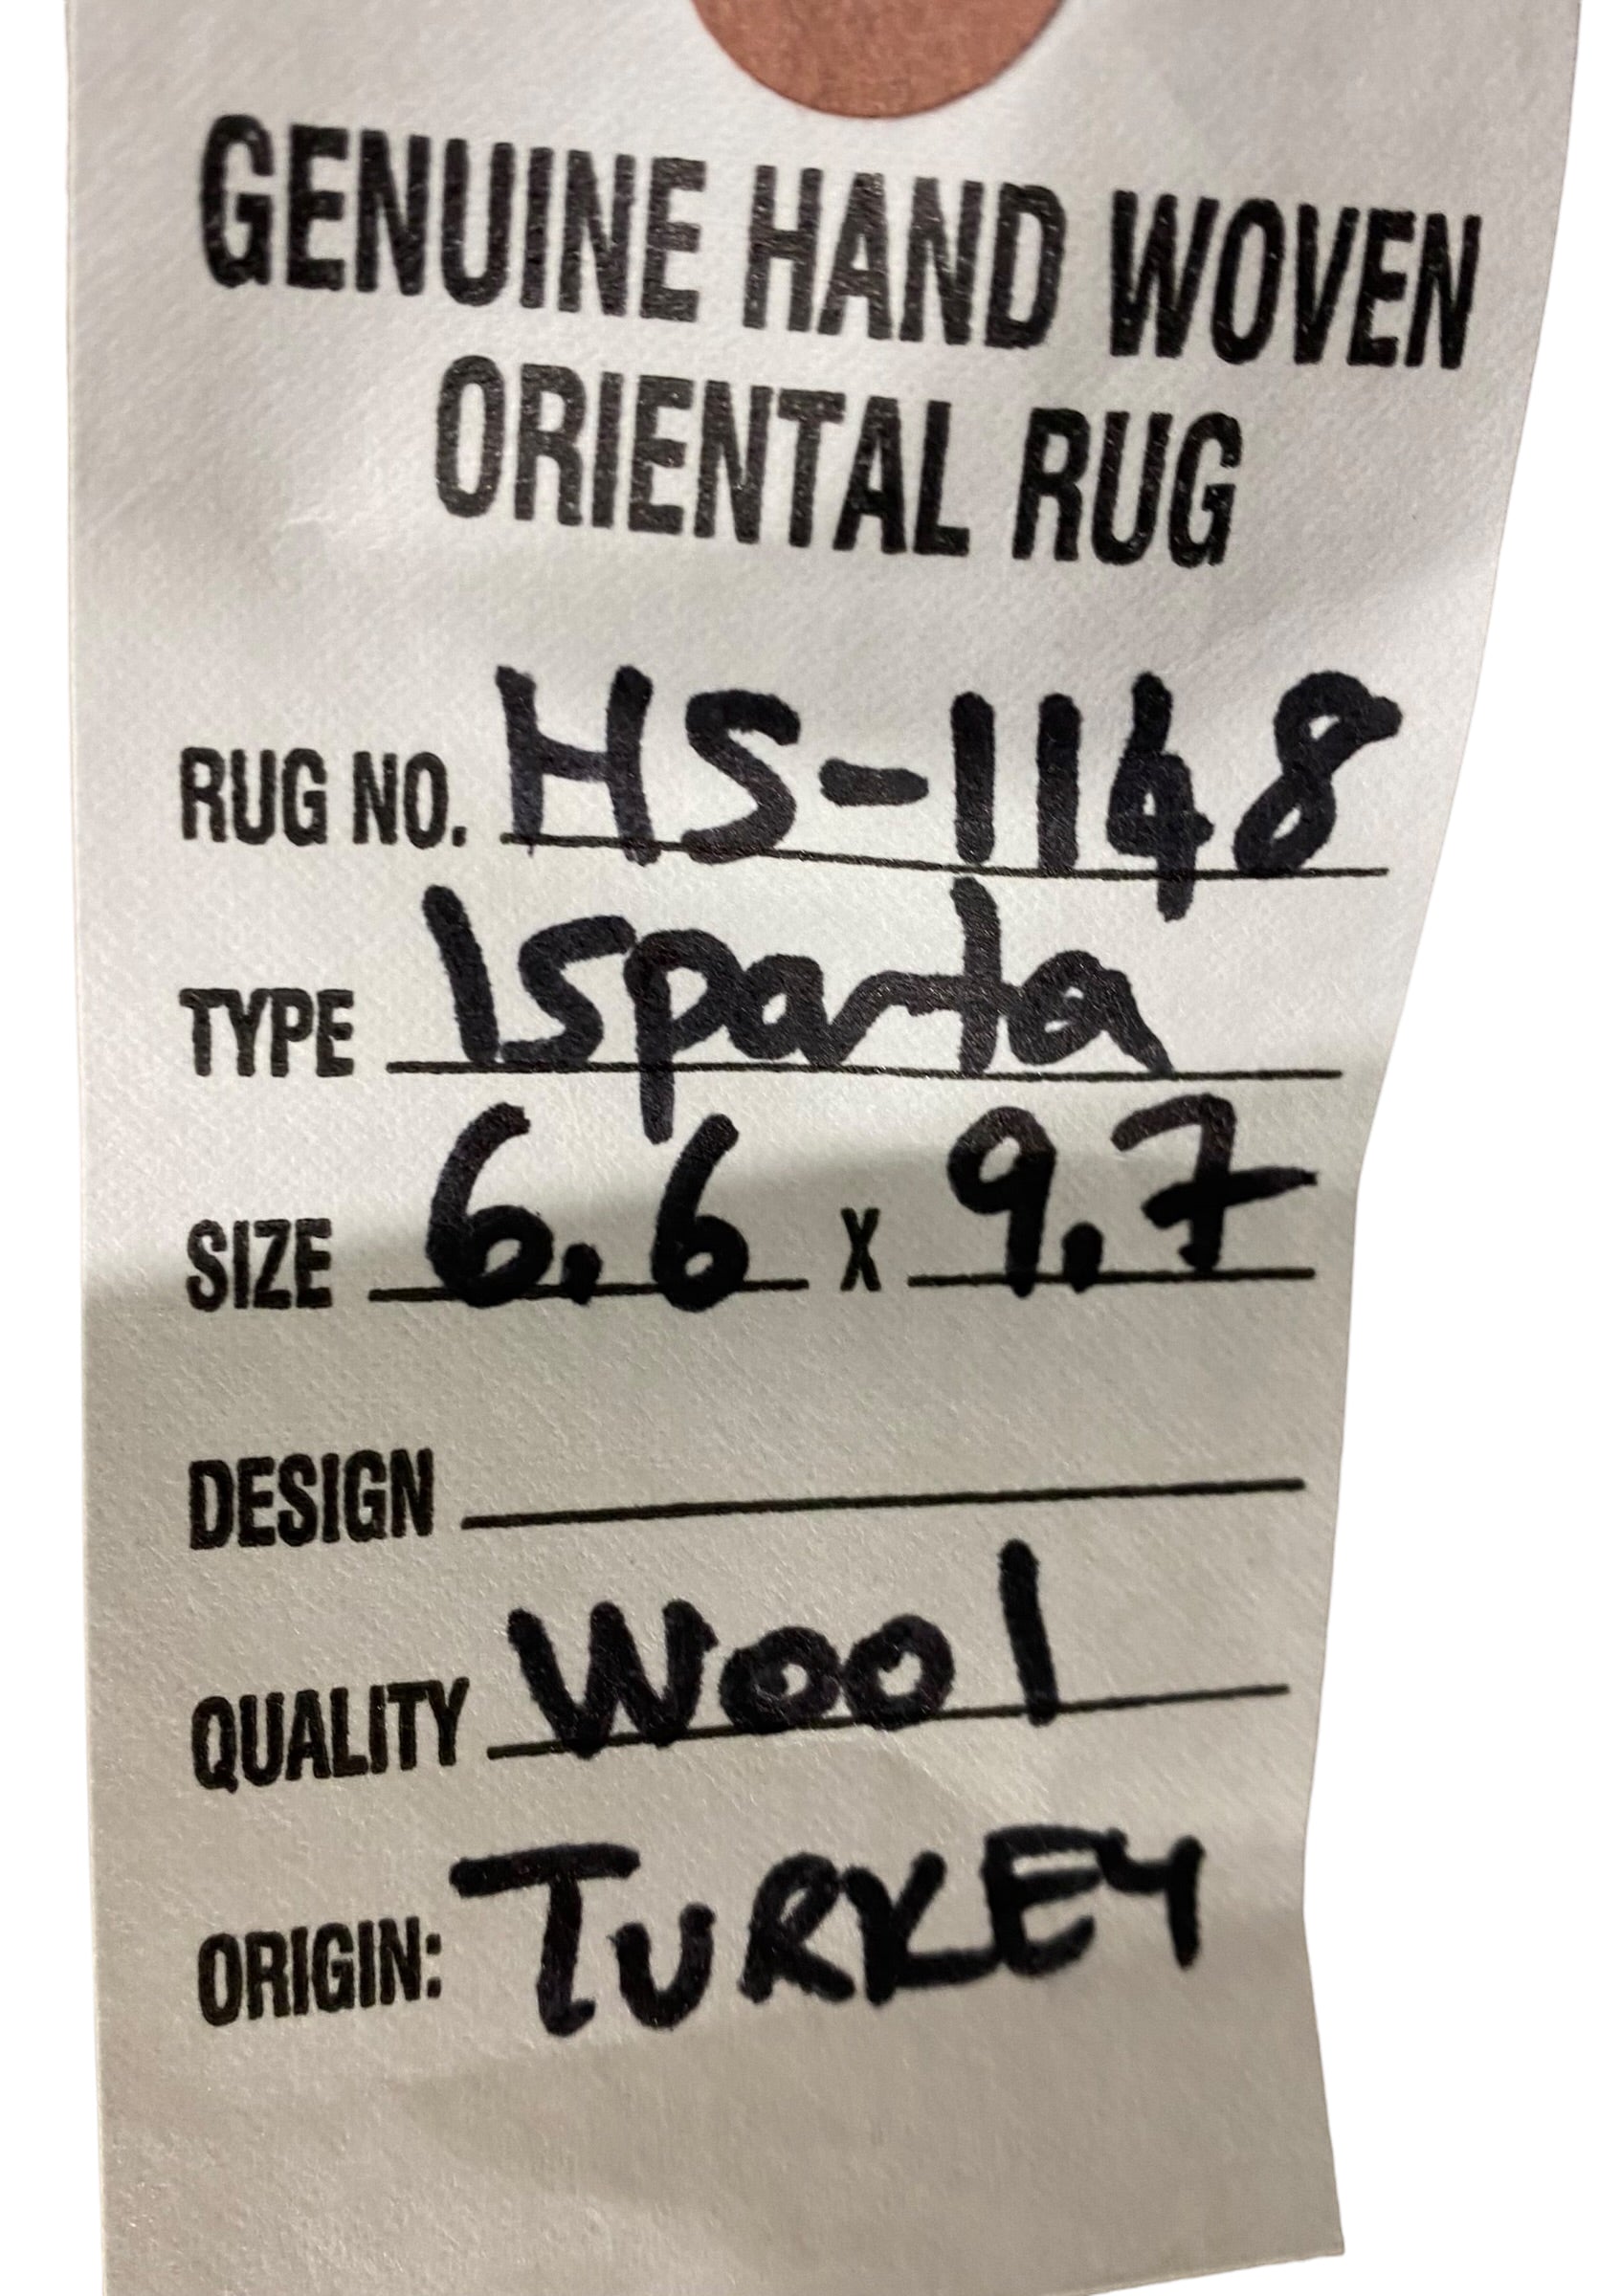 GENUINE HAND WOVEN
ORIENTAL RUG
RUG NO. HS-1148
TYPE Isparta
SIZE 6.6 X 9.7
DESIGN
QUALITY Wool
ORIGIN: TURKEY